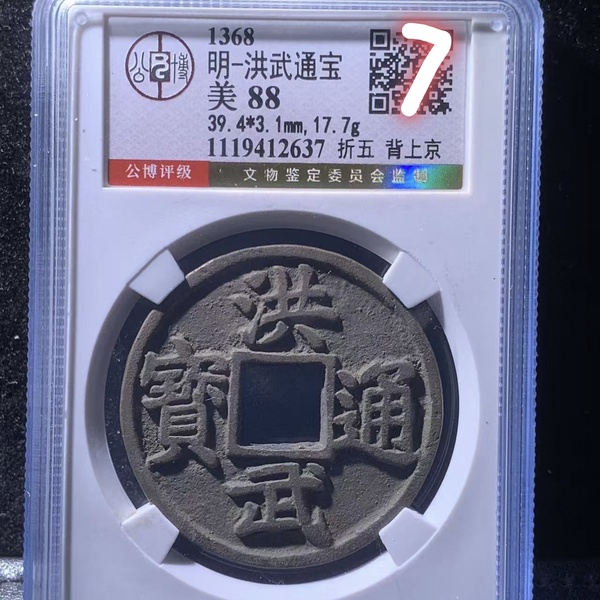 1368
明-洪武通宝
美 88
39.4*3.1mm,17.7g
1119412637 折五 背上京
公博评级
文物鉴定委员会监制
公博
7
洪
寶 通
武